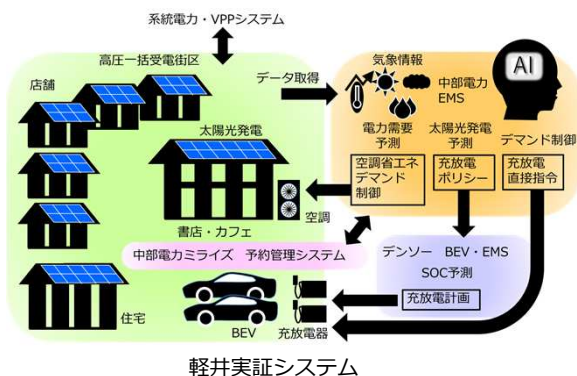 系統電力・VPPシステム
高圧一括受電街区
店舗
データ取得
気象情報
中部電力
EMS
AI
太陽光発電
電力需要
予測
太陽光発電
予測
デマンド制御
空調省エネ
デマンド
制御
充放電
ポリシー
充放電
直接指令
空調
書店・カフェ
中部電力ミライズ 予約管理システム
デンソー BEV・EMS
SOC予測
充放電計画
住宅
BEV
充放電器
軽井実証システム